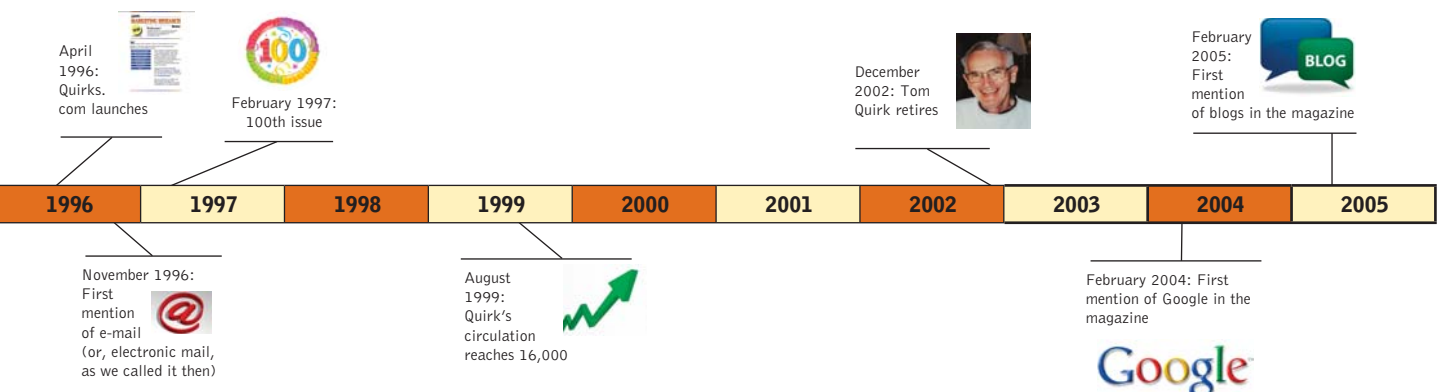 April
1996:
Quirks.
com launches
100
February 1997:
100th issue
December
2002: Tom
Quirk retires
February
2005:
First
mention
of blogs in the magazine
BLOG
1996
1997
1998
1999
2000
2001
2002
2003
2004
2005
November 1996:
First
mention
of e-mail
(or, electronic mail,
as we called it then)
@
August
1999:
Quirk's
circulation
reaches 16,000
February 2004: First
mention of Google in the
magazine
Google